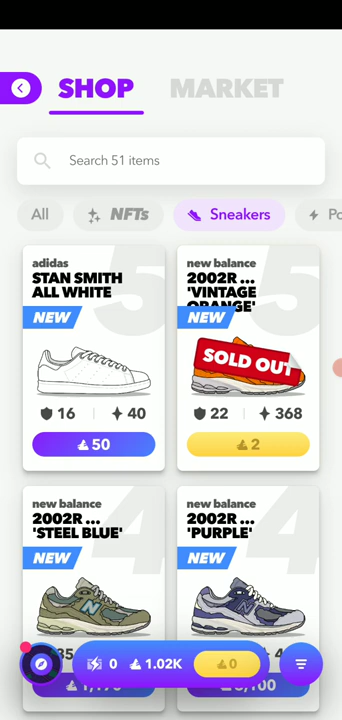 SHOP
MARKET
Search 51 items
All
NFTs
Sneakers
Po
adidas
STAN SMITH
ALL WHITE
NEW
16
40
50
new balance
2002R ...
'VINTAGE
ORANGE'
NEW
SOLD OUT
22
368
2
new balance
2002R ...
'STEEL BLUE'
NEW
new balance
2002R ...
'PURPLE'
NEW
0
1.02K
0